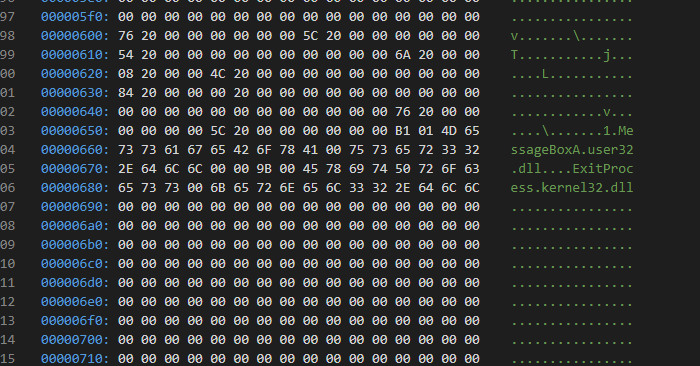 97 000005f0: 00 00 00 00 00 00 00 00 00 00 00 00 00 00 00 00 ................
98 00000600: 76 20 00 00 00 00 00 00 5C 20 00 00 00 00 00 00 v.......\.......
99 00000610: 54 20 00 00 00 00 00 00 00 00 00 00 6A 20 00 00 T...........j...
00 00000620: 08 20 00 00 4C 20 00 00 00 00 00 00 00 00 00 00 ....L...........
01 00000630: 84 20 00 00 00 20 00 00 00 00 00 00 00 00 00 00 ................
02 00000640: 00 00 00 00 00 00 00 00 00 00 00 00 76 20 00 00 ............v...
03 00000650: 00 00 00 00 5C 20 00 00 00 00 00 00 B1 01 4D 65 ....\.......1.Me
04 00000660: 73 73 61 67 65 42 6F 78 41 00 75 73 65 72 33 32 ssageBoxA.user32
05 00000670: 2E 64 6C 6C 00 00 9B 00 45 78 69 74 50 72 6F 63 .dll....ExitProc
06 00000680: 65 73 73 00 6B 65 72 6E 65 6C 33 32 2E 64 6C 6C ess.kernel32.dll
07 00000690: 00 00 00 00 00 00 00 00 00 00 00 00 00 00 00 00 ................
08 000006a0: 00 00 00 00 00 00 00 00 00 00 00 00 00 00 00 00 ................
09 000006b0: 00 00 00 00 00 00 00 00 00 00 00 00 00 00 00 00 ................
10 000006c0: 00 00 00 00 00 00 00 00 00 00 00 00 00 00 00 00 ................
11 000006d0: 00 00 00 00 00 00 00 00 00 00 00 00 00 00 00 00 ................
12 000006e0: 00 00 00 00 00 00 00 00 00 00 00 00 00 00 00 00 ................
13 000006f0: 00 00 00 00 00 00 00 00 00 00 00 00 00 00 00 00 ................
14 00000700: 00 00 00 00 00 00 00 00 00 00 00 00 00 00 00 00 ................
15 00000710: 00 00 00 00 00 00 00 00 00 00 00 00 00 00 00 00 ................